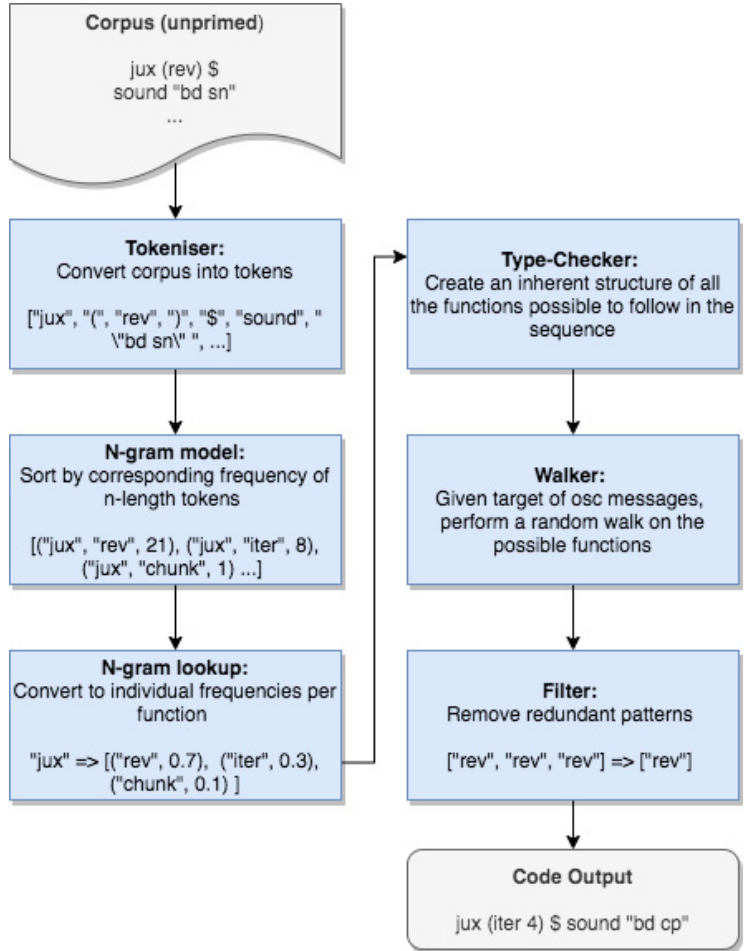 Corpus (unprimed)
jux (rev) $
sound "bd sn"
...
Tokeniser:
Convert corpus into tokens
["jux", "(", "rev", ")", "$", "sound", "
\"bd sn\" ", ...]
N-gram model:
Sort by corresponding frequency of
n-length tokens
[("jux", "rev", 21), ("jux", "iter", 8),
("jux", "chunk", 1) ...]
N-gram lookup:
Convert to individual frequencies per
function
"jux" => [("rev", 0.7), ("iter", 0.3),
("chunk", 0.1) ]
Type-Checker:
Create an inherent structure of all
the functions possible to follow in the
sequence
Walker:
Given target of osc messages,
perform a random walk on the
possible functions
Filter:
Remove redundant patterns
["rev", "rev", "rev"] => ["rev"]
Code Output
jux (iter 4) $ sound "bd cp"